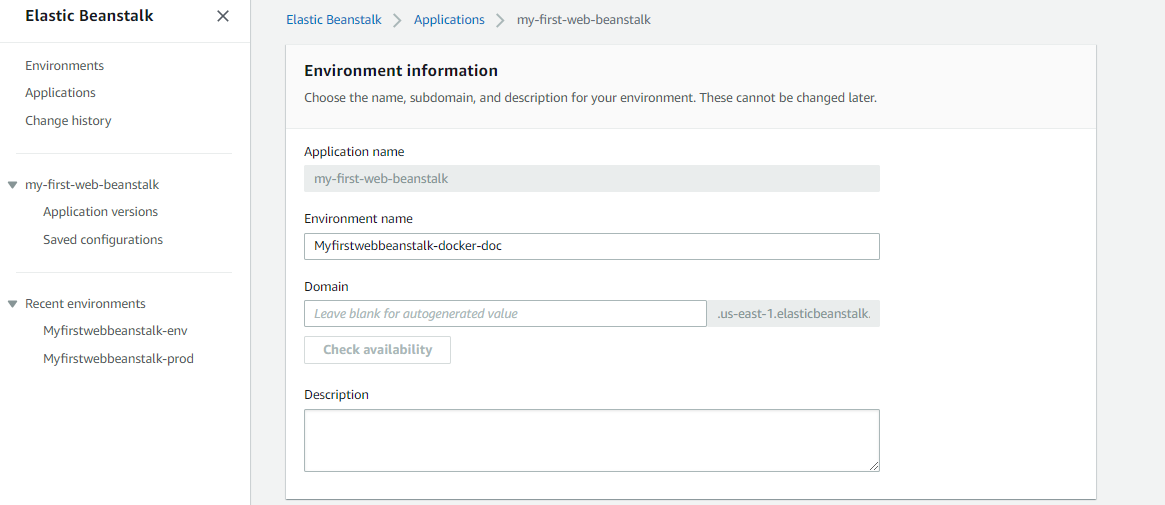 Elastic Beanstalk
Environments
Applications
Change history
my-first-web-beanstalk
Application versions
Saved configurations
Recent environments
Myfirstwebbeanstalk-env
Myfirstwebbeanstalk-prod
Elastic Beanstalk > Applications > my-first-web-beanstalk
Environment information
Choose the name, subdomain, and description for your environment. These cannot be changed later.
Application name
my-first-web-beanstalk
Environment name
Myfirstwebbeanstalk-docker-doc
Domain
Leave blank for autogenerated value .us-east-1.elasticbeanstalk.
Check availability
Description